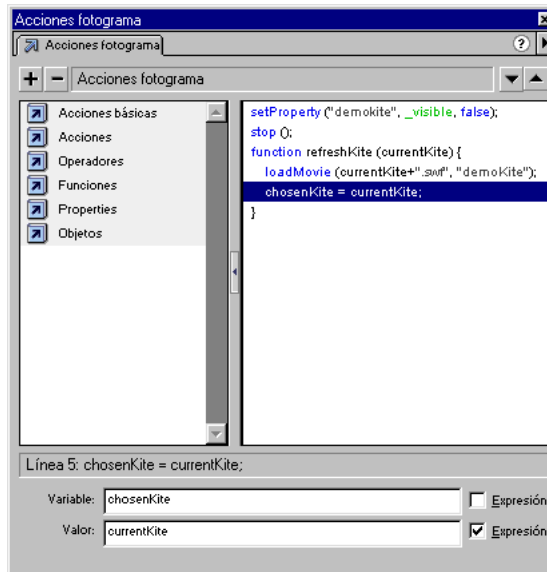 Acciones fotograma
Acciones fotograma
?
+ − Acciones fotograma
Acciones básicas
Acciones
Operadores
Funciones
Properties
Objetos
setProperty ("demokite", _visible, false);
stop ();
function refreshKite (currentKite) {
loadMovie (currentKite+".swf", "demoKite");
chosenKite = currentKite;
}
Línea 5: chosenKite = currentKite;
Variable: chosenKite Expresión
Valor: currentKite Expresión